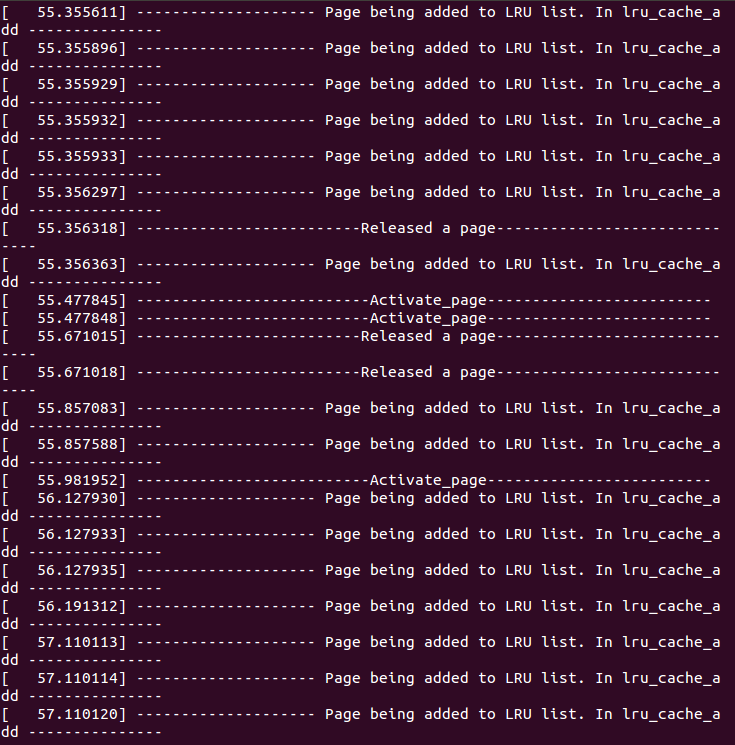 [   55.355611] -------------------- Page being added to LRU list. In lru_cache_a
dd ---------------
[   55.355896] -------------------- Page being added to LRU list. In lru_cache_a
dd ---------------
[   55.355929] -------------------- Page being added to LRU list. In lru_cache_a
dd ---------------
[   55.355932] -------------------- Page being added to LRU list. In lru_cache_a
dd ---------------
[   55.355933] -------------------- Page being added to LRU list. In lru_cache_a
dd ---------------
[   55.356297] -------------------- Page being added to LRU list. In lru_cache_a
dd ---------------
[   55.356318] -------------------------Released a page-------------------------
----
[   55.356363] -------------------- Page being added to LRU list. In lru_cache_a
dd ---------------
[   55.477845] --------------------------Activate_page-------------------------
[   55.477848] --------------------------Activate_page-------------------------
[   55.671015] -------------------------Released a page-------------------------
----
[   55.671018] -------------------------Released a page-------------------------
----
[   55.857083] -------------------- Page being added to LRU list. In lru_cache_a
dd ---------------
[   55.857588] -------------------- Page being added to LRU list. In lru_cache_a
dd ---------------
[   55.981952] --------------------------Activate_page-------------------------
[   56.127930] -------------------- Page being added to LRU list. In lru_cache_a
dd ---------------
[   56.127933] -------------------- Page being added to LRU list. In lru_cache_a
dd ---------------
[   56.127935] -------------------- Page being added to LRU list. In lru_cache_a
dd ---------------
[   56.191312] -------------------- Page being added to LRU list. In lru_cache_a
dd ---------------
[   57.110113] -------------------- Page being added to LRU list. In lru_cache_a
dd ---------------
[   57.110114] -------------------- Page being added to LRU list. In lru_cache_a
dd ---------------
[   57.110120] -------------------- Page being added to LRU list. In lru_cache_a
dd ---------------